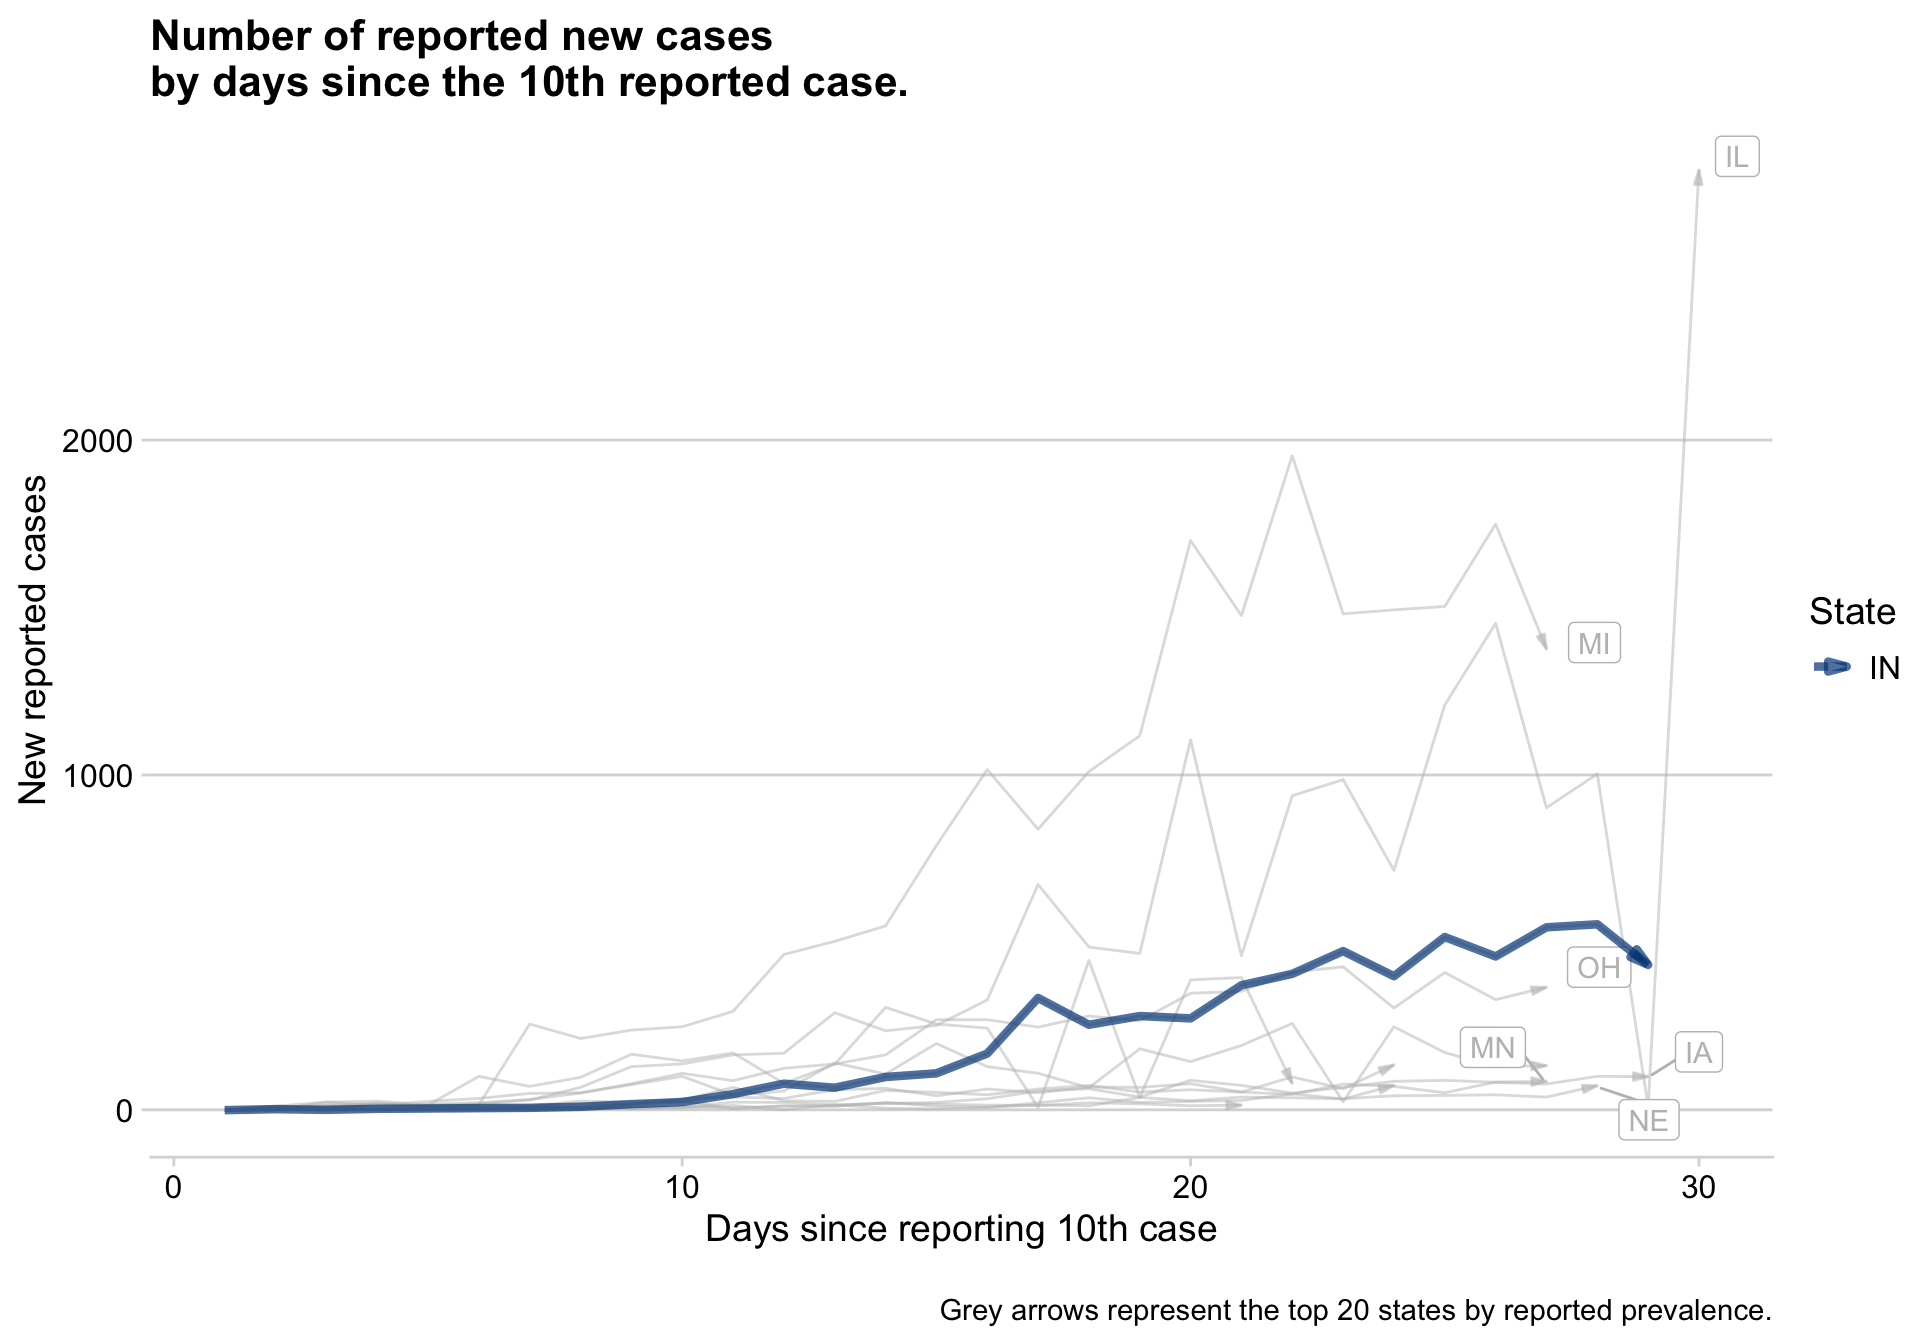 Number of reported new cases
by days since the 10th reported case.
IL
2000
MI
1000
New reported cases
State
IN
OH
MN
IA
NE
0
0
10
20
30
Days since reporting 10th case
Grey arrows represent the top 20 states by reported prevalence.